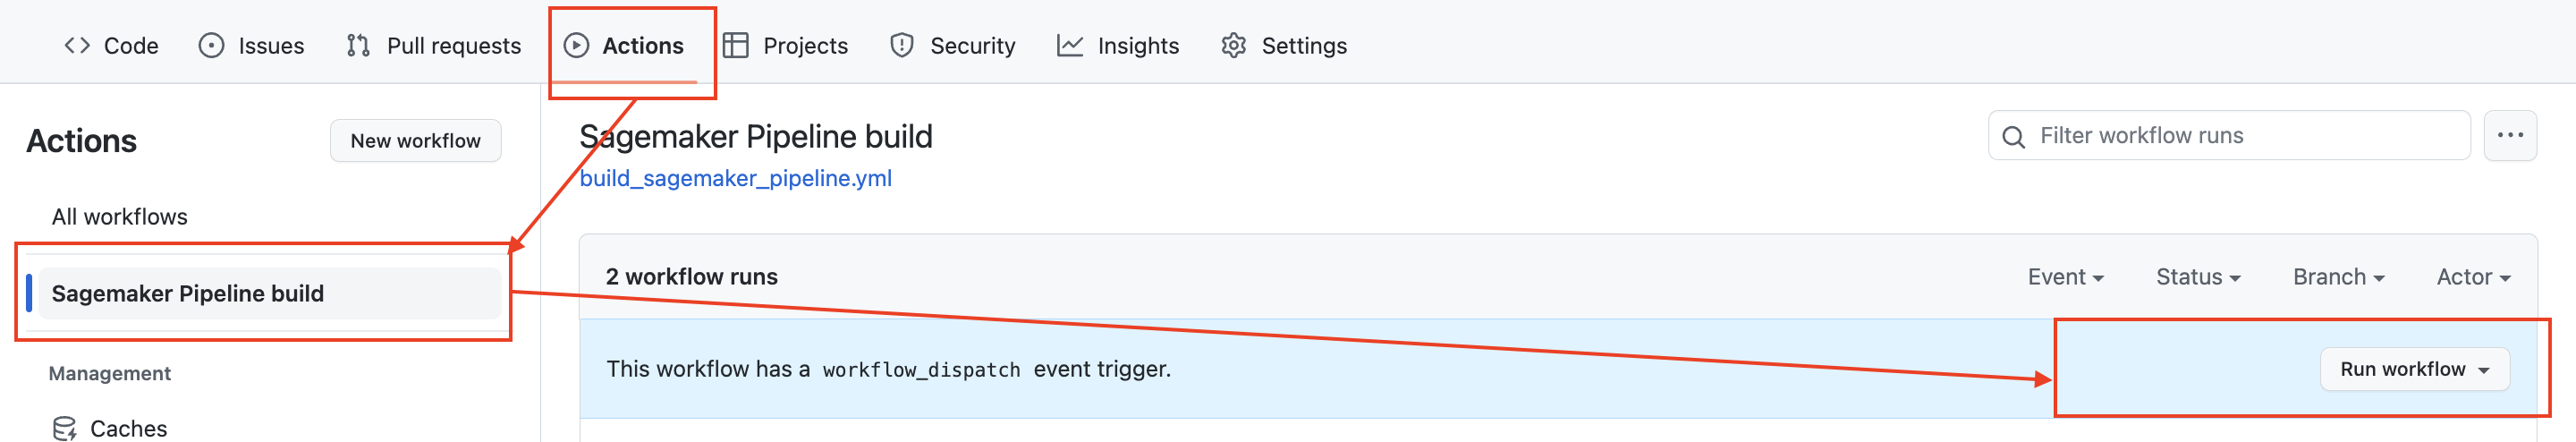 Code Issues Pull requests Actions Projects Security Insights Settings
Actions New workflow
All workflows
Sagemaker Pipeline build
Management
Caches
Sagemaker Pipeline build
build_sagemaker_pipeline.yml
Filter workflow runs
2 workflow runs Event Status Branch Actor
This workflow has a workflow_dispatch event trigger. Run workflow